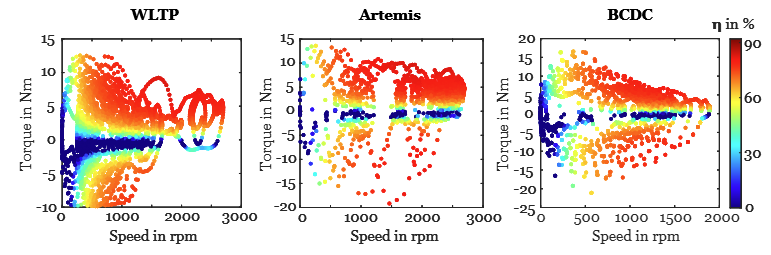 WLTP Artemis BCDC
η in %
15 15 20 90
10 10 15
5 5 10
0 0 5 60
-5 -5 0
-10 -10 -5 30
-15 -10
-20 -15
-20
-25 0
Torque in Nm Torque in Nm Torque in Nm
0 1000 2000 3000 0 1000 2000 3000 0 500 1000 1500 2000
Speed in rpm Speed in rpm Speed in rpm